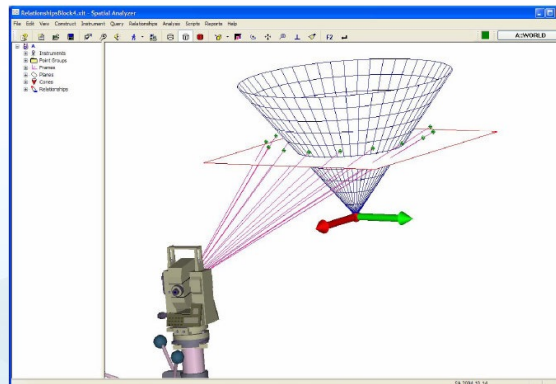 RelationshipsBlock4.xit - Spatial Analyzer
File Edit View Construct Instrument Query Relationships Analysis Scripts Reports Help
F2
A::WORLD
A
Instruments
Point Groups
Frames
Planes
Cones
Relationships